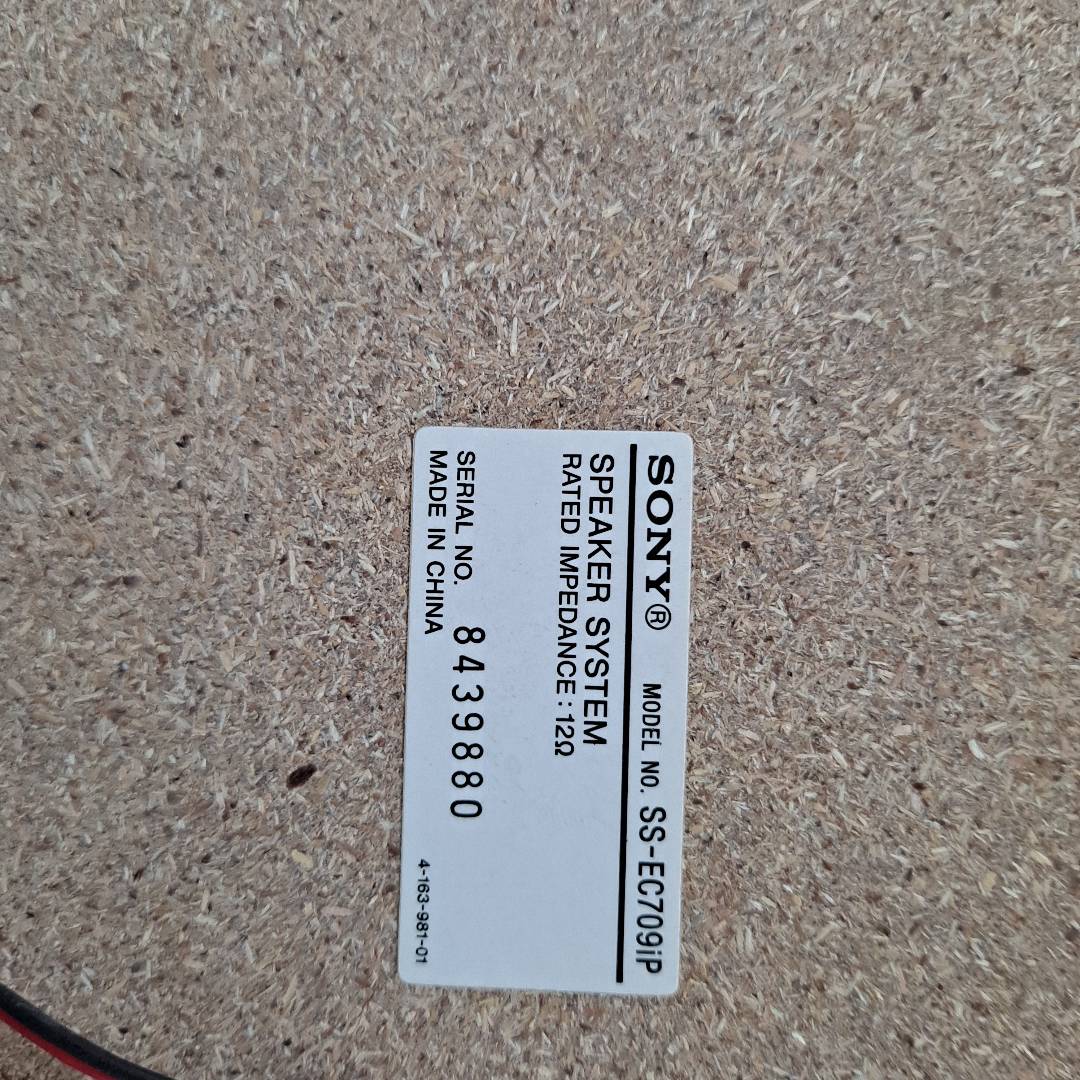 SONY® MODEL NO. SS-EC709iP
SPEAKER SYSTEM
RATED IMPEDANCE : 12Ω
SERIAL NO. 8439880
MADE IN CHINA
4-163-981-01